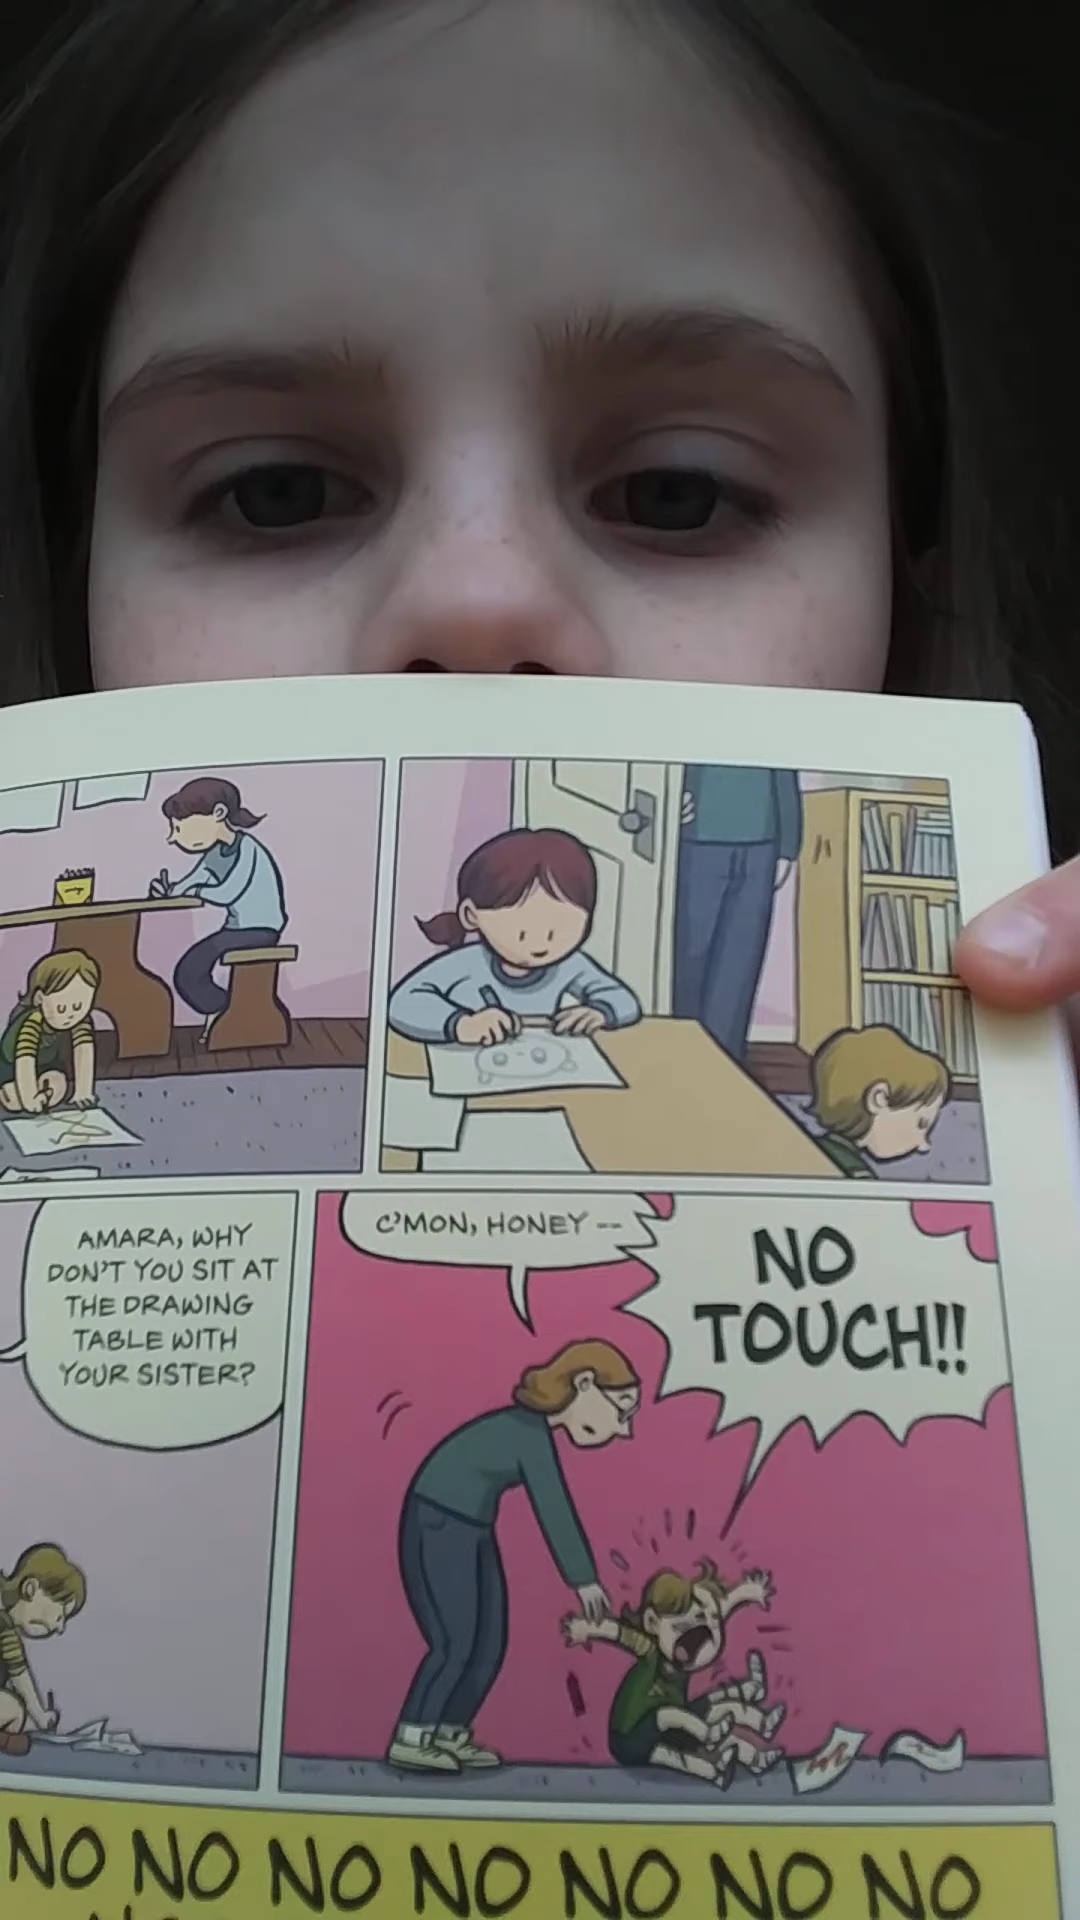 AMARA, WHY
DON'T YOU SIT AT
THE DRAWING
TABLE WITH
YOUR SISTER?
C'MON, HONEY --
NO
TOUCH!!
NO NO NO NO NO NO NO